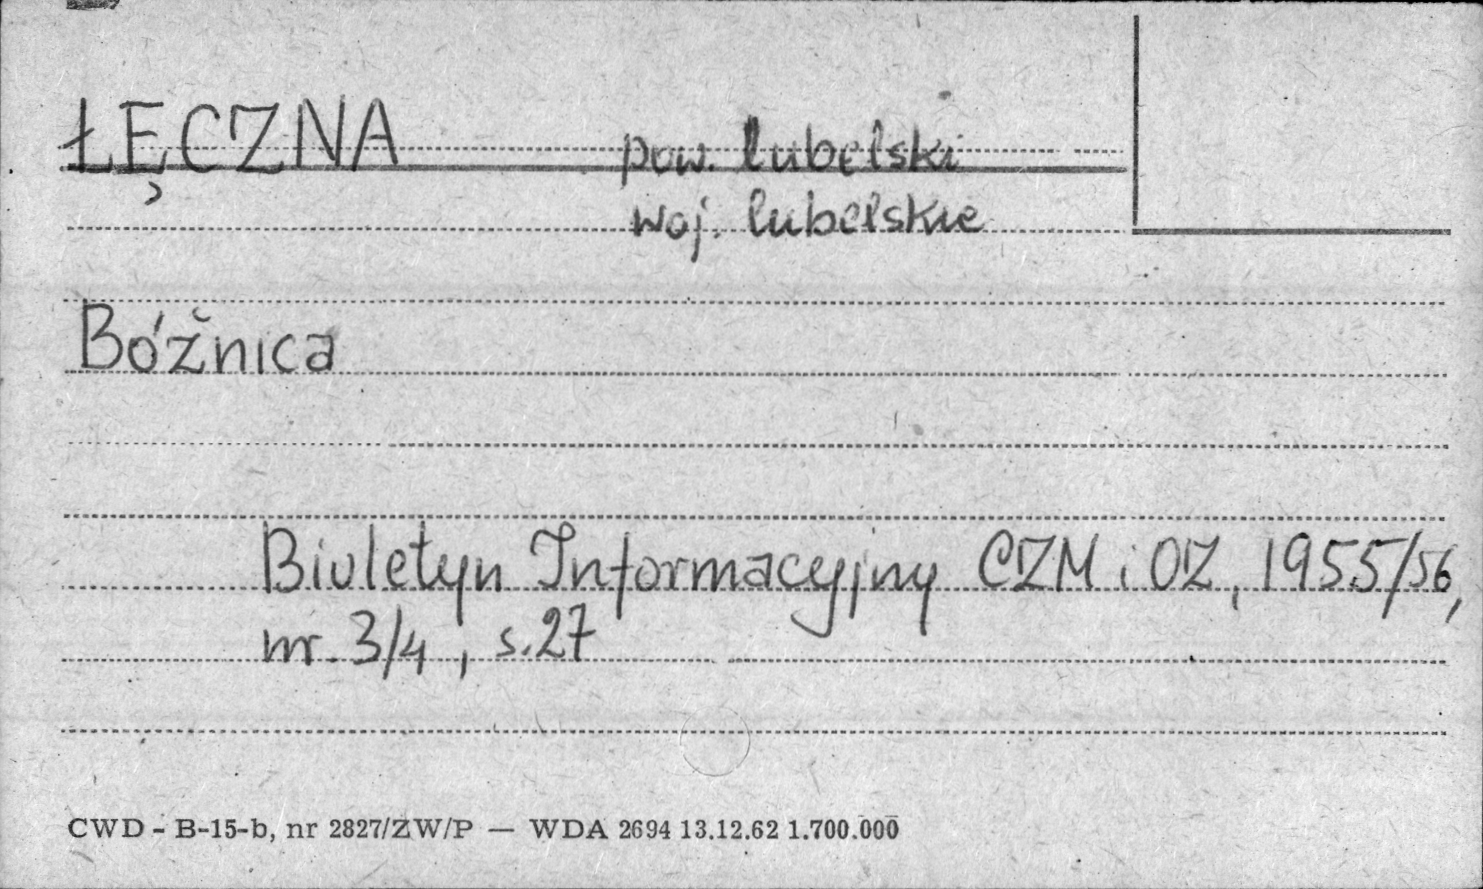 ŁĘCZNA pow. lubelski
woj. lubelskie
Bóžnica
Biuletyn Informacyjny CZM i OZ, 1955/56,
nr. 3/4, s. 27
CWD - B-15-b, nr 2827/ZW/P — WDA 2694 13.12.62 1.700.000